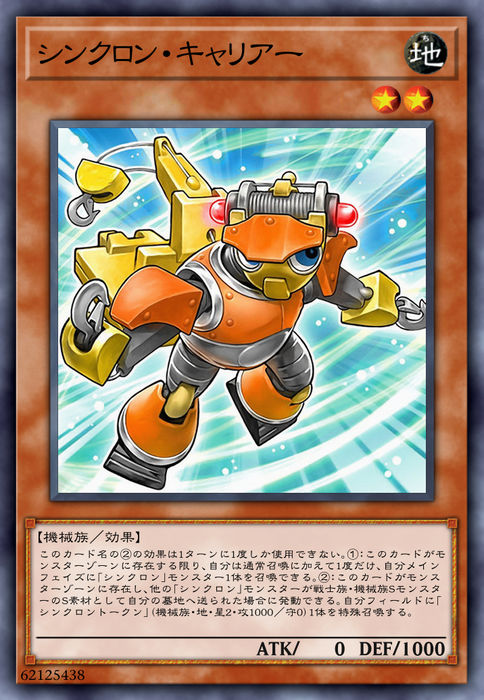 シンクロン・キャリアー
ち
地
【機械族／効果】
このカード名の②の効果は1ターンに1度しか使用できない。①：このカードがモ
ンスターゾーンに存在する限り、自分は通常召喚に加えて1度だけ、自分メイン
フェイズに「シンクロン」モンスター1体を召喚できる。②：このカードがモンス
ターゾーンに存在し、他の「シンクロン」モンスターが戦士族・機械族Sモンスタ
ーのS素材として自分の墓地へ送られた場合に発動できる。自分フィールドに「
シンクロントークン」(機械族・地・星2・攻1000／守0)1体を特殊召喚する。
ATK/ 0 DEF/1000
62125438